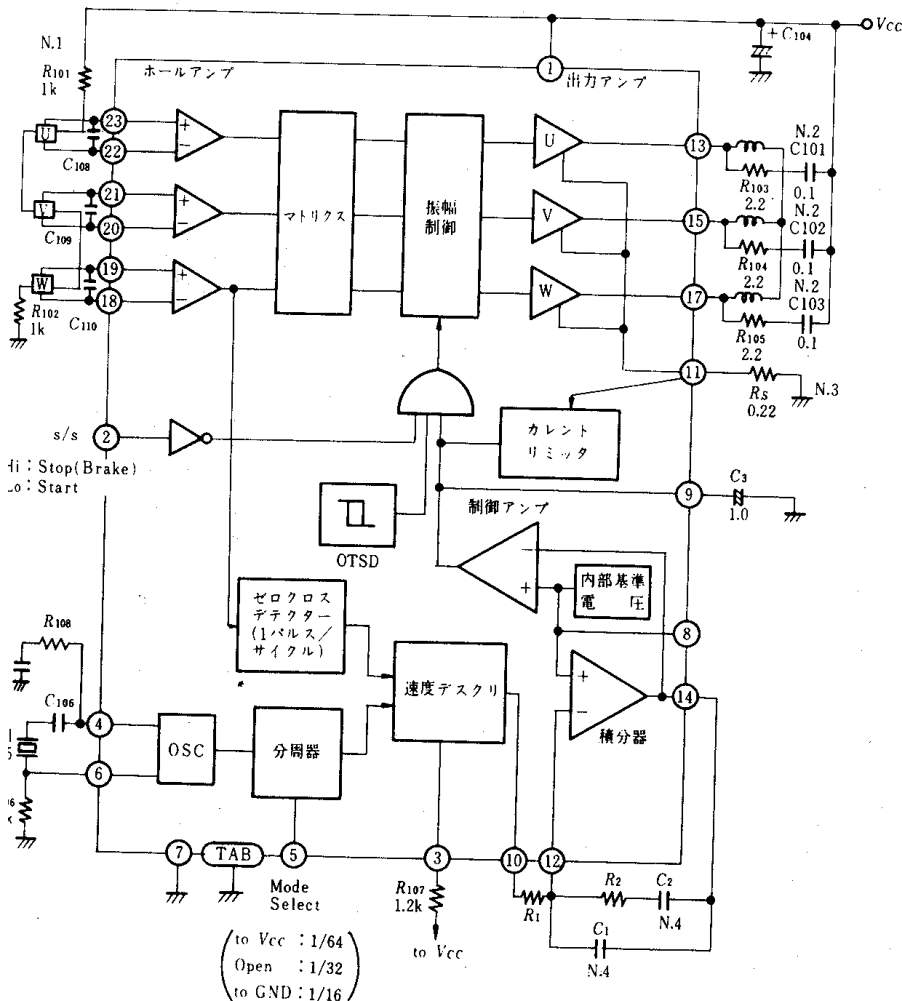 Vcc
+ C104
N.1
R101
1k
ホールアンプ
1
出力アンプ
23
U
22
C108
21
V
20
C109
19
W
18
R102
1k
C110
+
−
+
−
+
−
マトリクス
振幅
制御
U
V
W
13
N.2
C101
R103
2.2
0.1
15
N.2
C102
R104
2.2
0.1
17
N.2
C103
R105
2.2
0.1
11
RS
0.22
N.3
s/s
2
Hi : Stop(Brake)
Lo : Start
カレント
リミッタ
OTSD
制御アンプ
9
C3
1.0
−
+
内部基準
電圧
8
ゼロクロス
デテクター
(1パルス/
サイクル)
R108
C106
4
6
OSC
分周器
速度デスクリ
+
−
積分器
14
7
TAB
5
3
10
12
Mode
Select
R107
1.2k
to Vcc
R1
R2
C2
N.4
C1
N.4
to Vcc : 1/64
Open : 1/32
to GND : 1/16